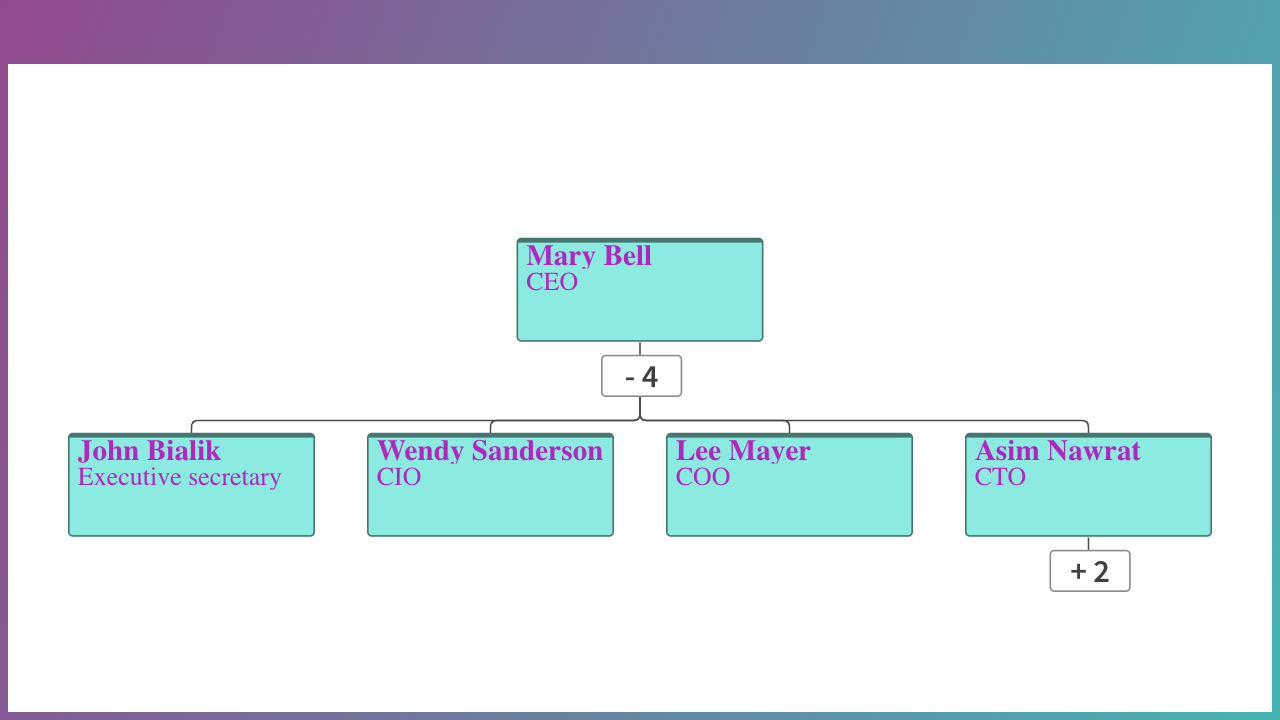 Mary Bell
CEO
- 4
John Bialik
Executive secretary
Wendy Sanderson
CIO
Lee Mayer
COO
Asim Nawrat
CTO
+ 2